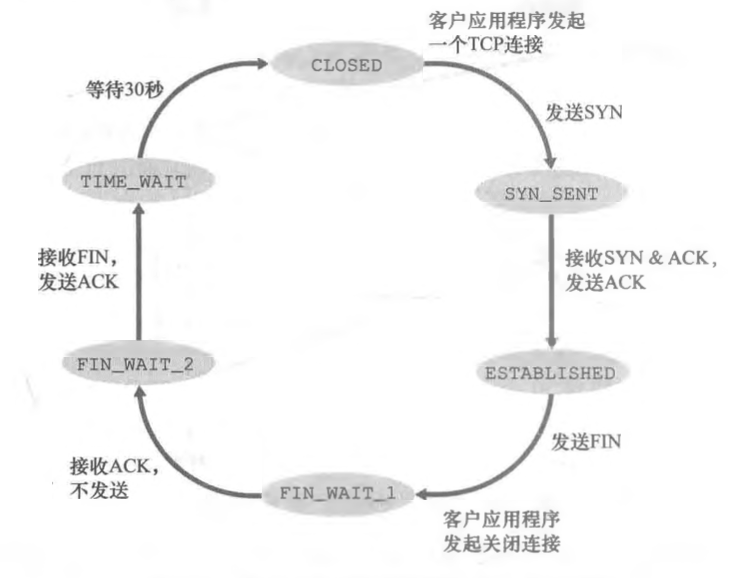 客户应用程序发起
一个TCP连接
CLOSED
等待30秒
发送SYN
TIME_WAIT
SYN_SENT
接收FIN，
发送ACK
接收SYN & ACK，
发送ACK
FIN_WAIT_2
ESTABLISHED
发送FIN
接收ACK，
不发送
FIN_WAIT_1
客户应用程序
发起关闭连接